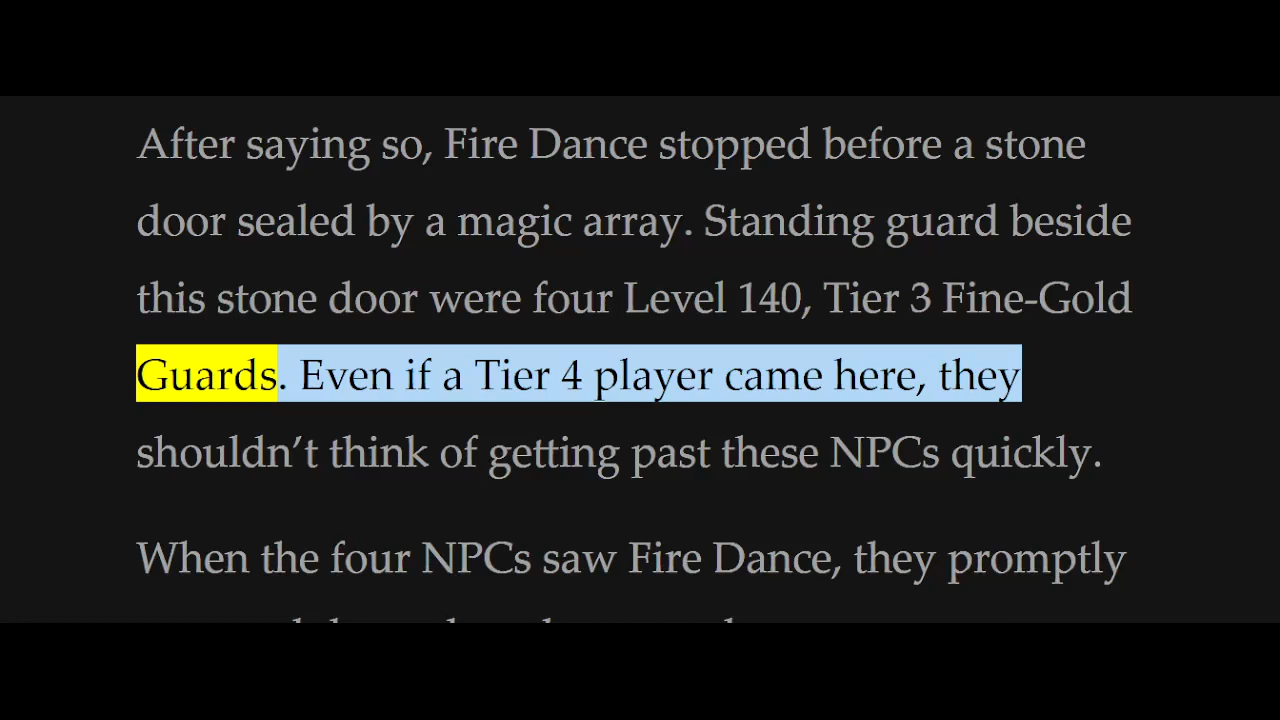 After saying so, Fire Dance stopped before a stone
door sealed by a magic array. Standing guard beside
this stone door were four Level 140, Tier 3 Fine-Gold
Guards. Even if a Tier 4 player came here, they
shouldn’t think of getting past these NPCs quickly.
When the four NPCs saw Fire Dance, they promptly